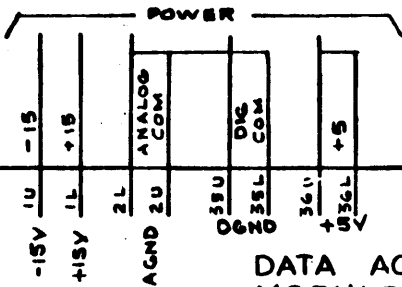 POWER
-15 +15 ANALOG COM DIG COM +5
1U 1L 2L 2U 35U 35L 36U 36L
-15V +15V AGND DGND +5V
DATA AC